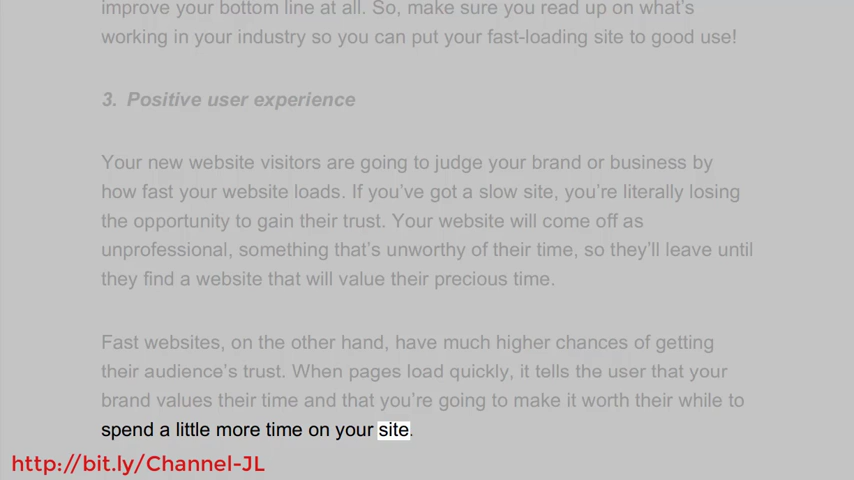 improve your bottom line at all. So, make sure you read up on what’s
working in your industry so you can put your fast-loading site to good use!
3. Positive user experience
Your new website visitors are going to judge your brand or business by
how fast your website loads. If you’ve got a slow site, you’re literally losing
the opportunity to gain their trust. Your website will come off as
unprofessional, something that’s unworthy of their time, so they’ll leave until
they find a website that will value their precious time.
Fast websites, on the other hand, have much higher chances of getting
their audience’s trust. When pages load quickly, it tells the user that your
brand values their time and that you’re going to make it worth their while to
spend a little more time on your site.
http://bit.ly/Channel-JL